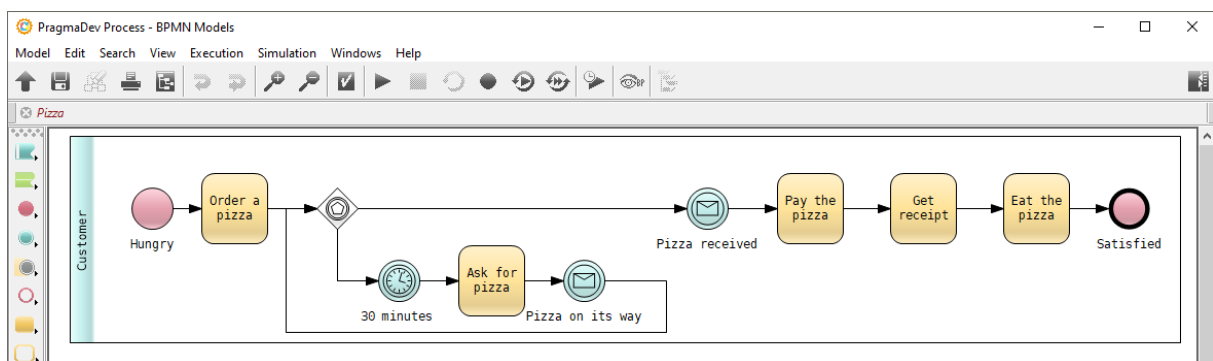 PragmaDev Process - BPMN Models
Model Edit Search View Execution Simulation Windows Help
BP
Pizza
Customer
Hungry
Order a
pizza
Pizza received
Pay the
pizza
Get
receipt
Eat the
pizza
Satisfied
30 minutes
Ask for
pizza
Pizza on its way